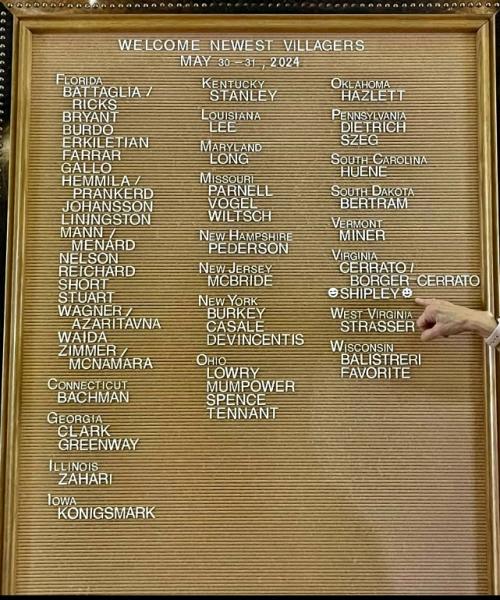 WELCOME NEWEST VILLAGERS
MAY 30-31, 2024
FLORIDA
BATTAGLIA /
RICKS
BRYANT
BURDO
ERKILETIAN
FARRAR
GALLO
HEMMILA /
PRANKERD
JOHANSSON
LININGSTON
MANN /
MENARD
NELSON
REICHARD
SHORT
STUART
WAGNER /
AZARITAVNA
WAIDA
ZIMMER /
MCNAMARA
CONNECTICUT
BACHMAN
GEORGIA
CLARK
GREENWAY
ILLINOIS
ZAHARI
IOWA
KONIGSMARK
KENTUCKY
STANLEY
LOUISIANA
LEE
MARYLAND
LONG
MISSOURI
PARNELL
VOGEL
WILTSCH
NEW HAMPSHIRE
PEDERSON
NEW JERSEY
MCBRIDE
NEW YORK
BURKEY
CASALE
DEVINCENTIS
OHIO
LOWRY
MUMPOWER
SPENCE
TENNANT
OKLAHOMA
HAZLETT
PENNSYLVANIA
DIETRICH
SZEG
SOUTH CAROLINA
HUENE
SOUTH DAKOTA
BERTRAM
VERMONT
MINER
VIRGINIA
CERRATO /
BORGER-CERRATO
SHIPLEY
WEST VIRGINIA
STRASSER
WISCONSIN
BALISTRERI
FAVORITE